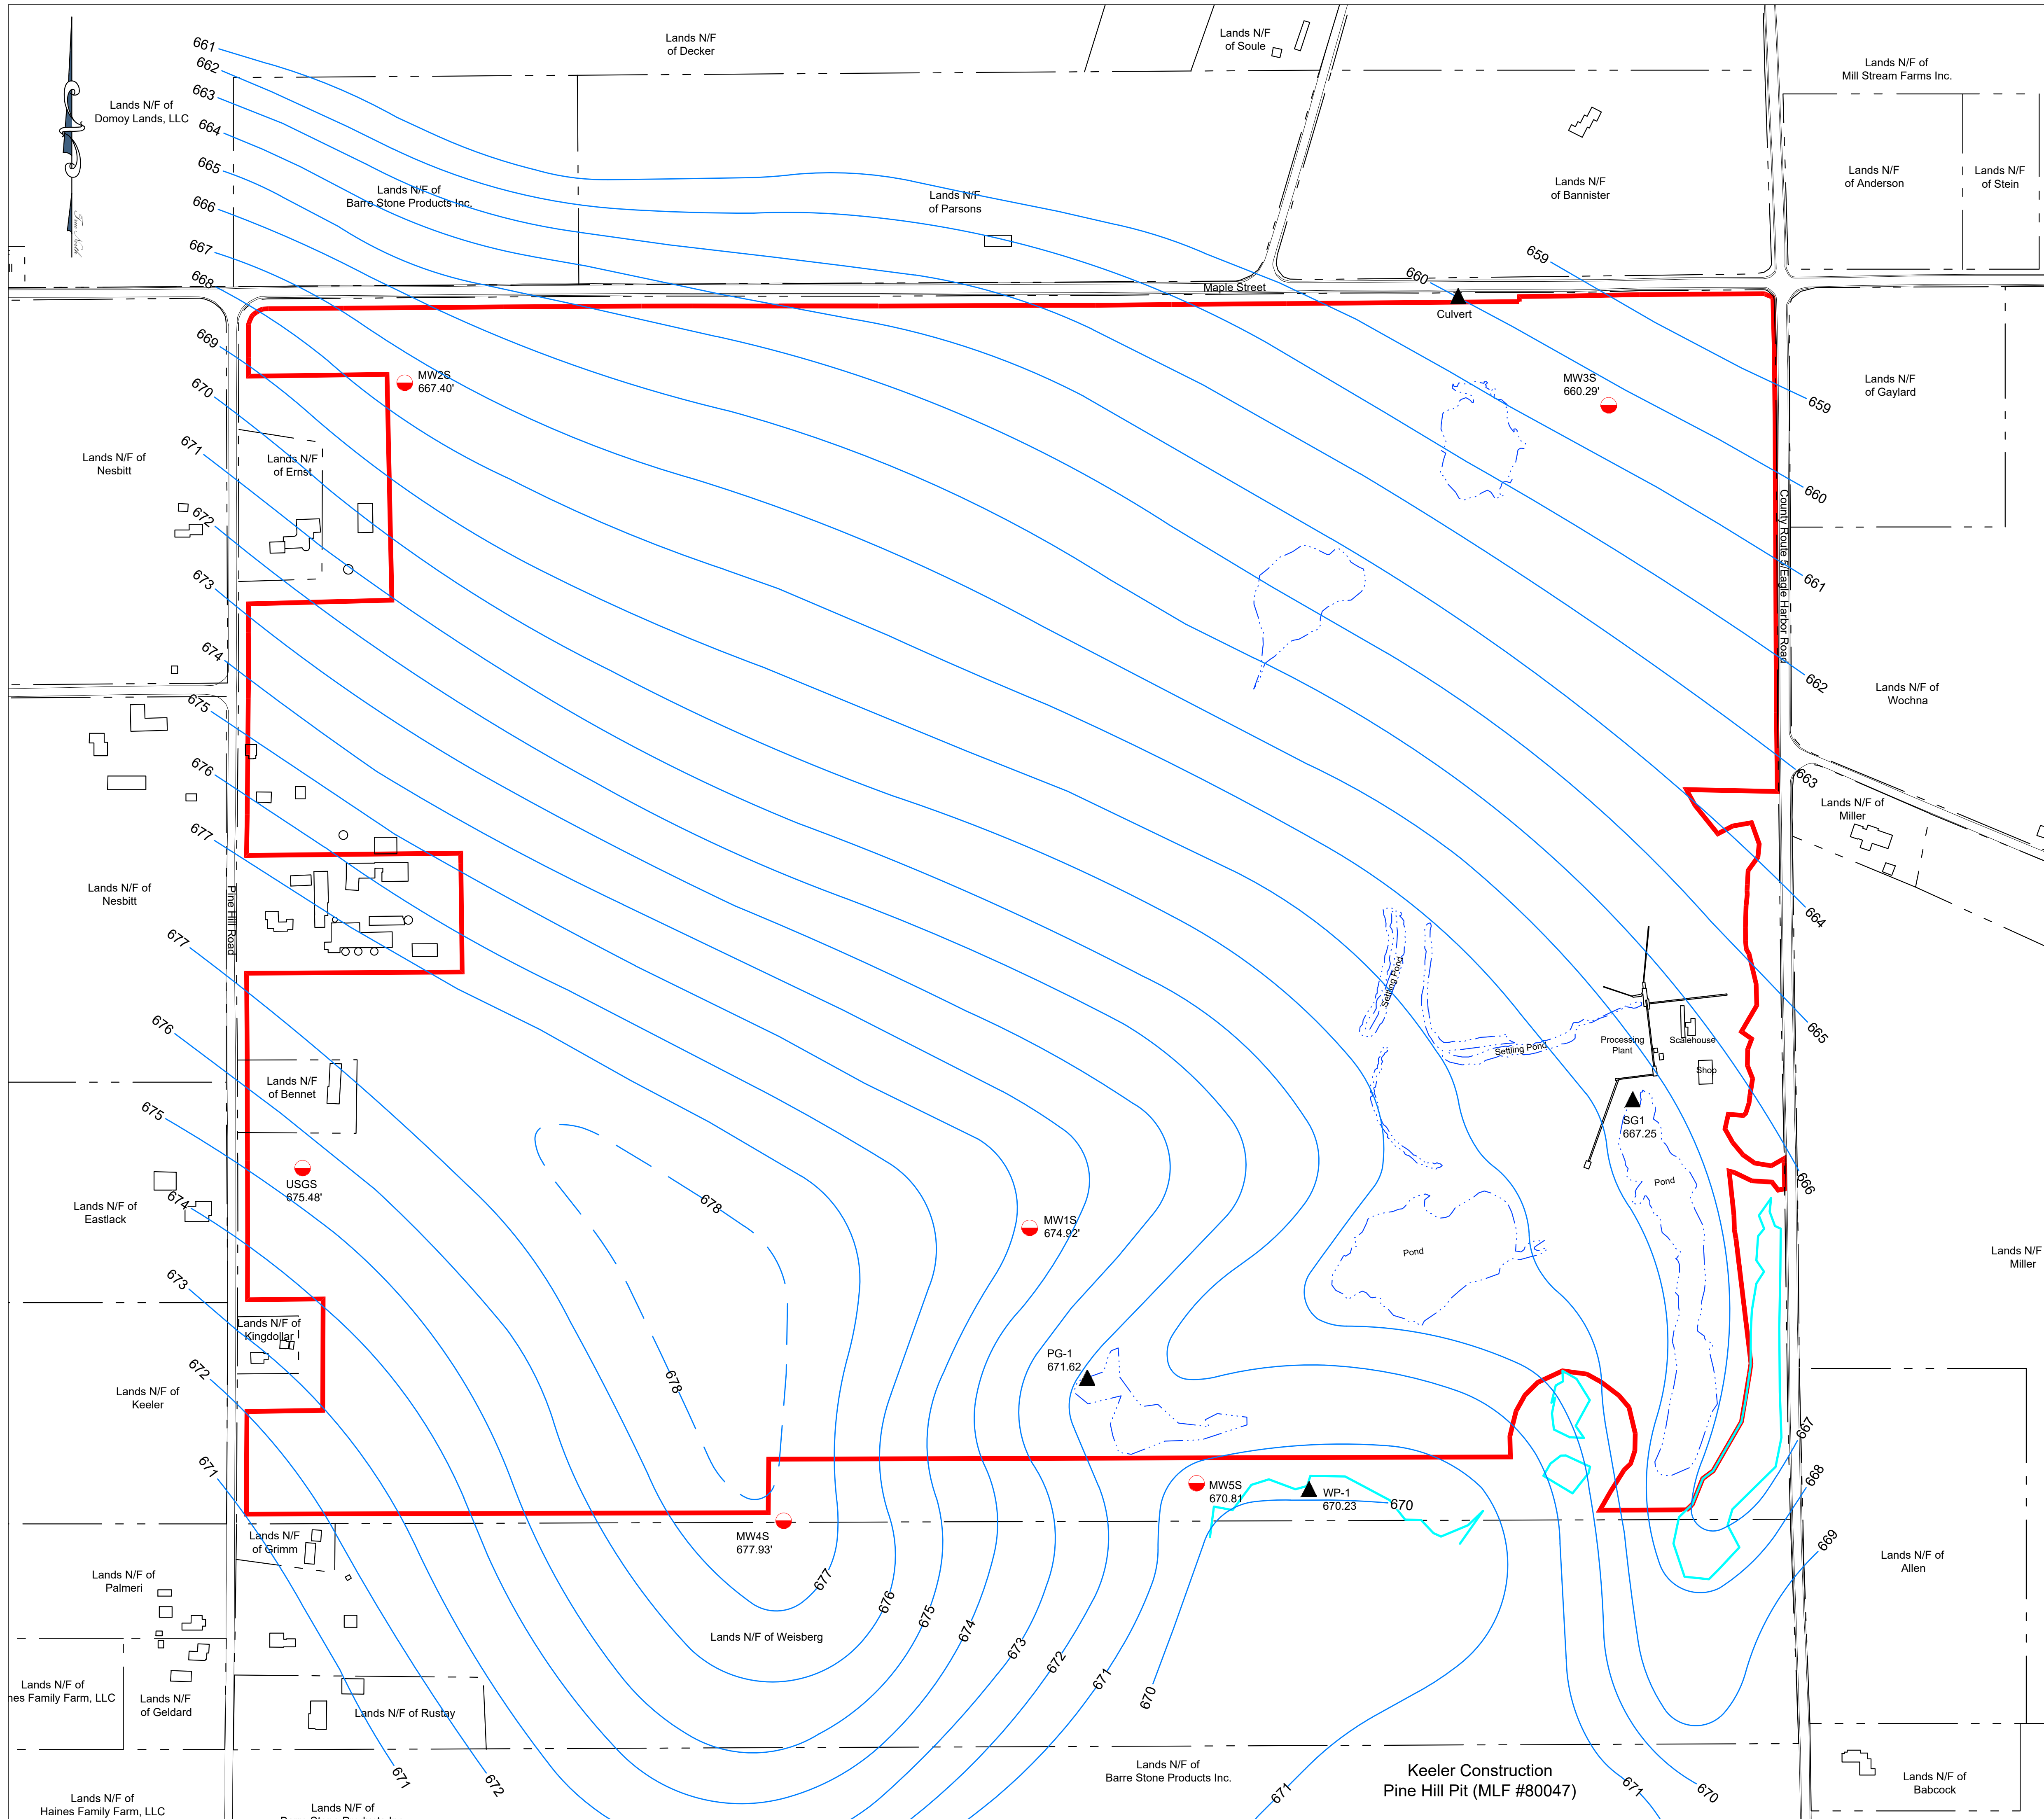 661
662
663
664
665
666
667
668
669
670
671
672
673
674
675
676
677
677
676
675
674
673
672
671
True North
Lands N/F of
Domoy Lands, LLC
Lands N/F
of Decker
Lands N/F
of Soule
Lands N/F of
Mill Stream Farms Inc.
Lands N/F of
Barre Stone Products Inc.
Lands N/F
of Parsons
Lands N/F
of Bannister
Lands N/F
of Anderson
Lands N/F
of Stein
Maple Street
660
659
Culvert
MW2S
667.40'
MW3S
660.29'
Lands N/F
of Gaylard
659
660
661
662
663
664
665
666
667
668
669
County Route 5/Eagle Harbor Road
Lands N/F of
Nesbitt
Lands N/F
of Ernst
Lands N/F of
Wochna
Lands N/F of
Miller
Lands N/F of
Nesbitt
Pine Hill Road
Settling Pond
Settling Pond
Processing
Plant
Scalehouse
Shop
SG1
667.25
Pond
Pond
Lands N/F
of Bennet
USGS
675.48'
Lands N/F of
Eastlack
678
678
MW1S
674.92'
Lands N/F
Miller
Lands N/F of
Kingdollar
Lands N/F of
Keeler
PG-1
671.62
MW5S
670.81
WP-1
670.23
670
MW4S
677.93'
Lands N/F
of Grimm
Lands N/F of
Palmeri
Lands N/F of
Allen
677
676
675
674
673
672
671
670
Lands N/F of Weisberg
Lands N/F of
nes Family Farm, LLC
Lands N/F
of Geldard
Lands N/F of Rustay
671
672
Lands N/F of
Barre Stone Products Inc.
Keeler Construction
Pine Hill Pit (MLF #80047)
671
671
670
Lands N/F of
Babcock
Lands N/F of
Haines Family Farm, LLC
Lands N/F of